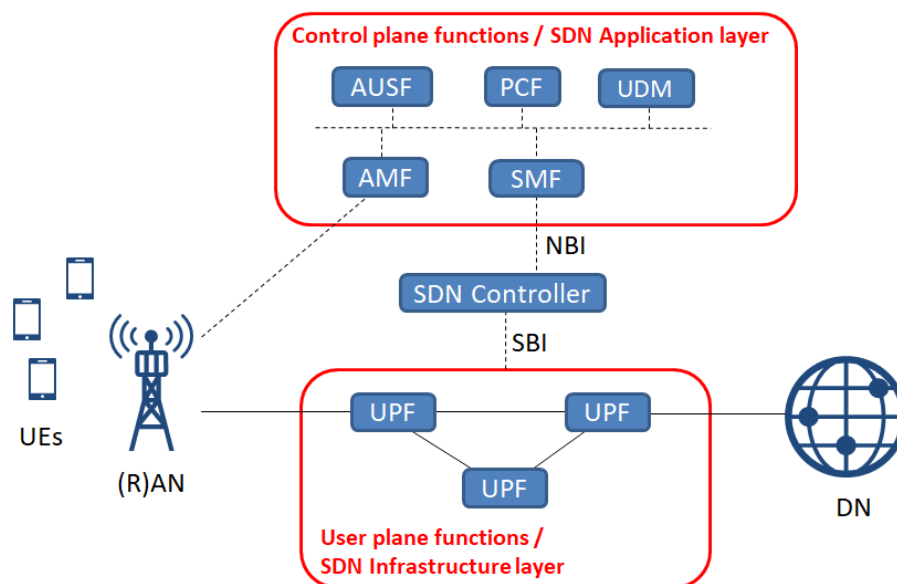 Control plane functions / SDN Application layer
AUSF
PCF
UDM
AMF
SMF
NBI
SDN Controller
SBI
UPF
UPF
UPF
UEs
(R)AN
DN
User plane functions /
SDN Infrastructure layer